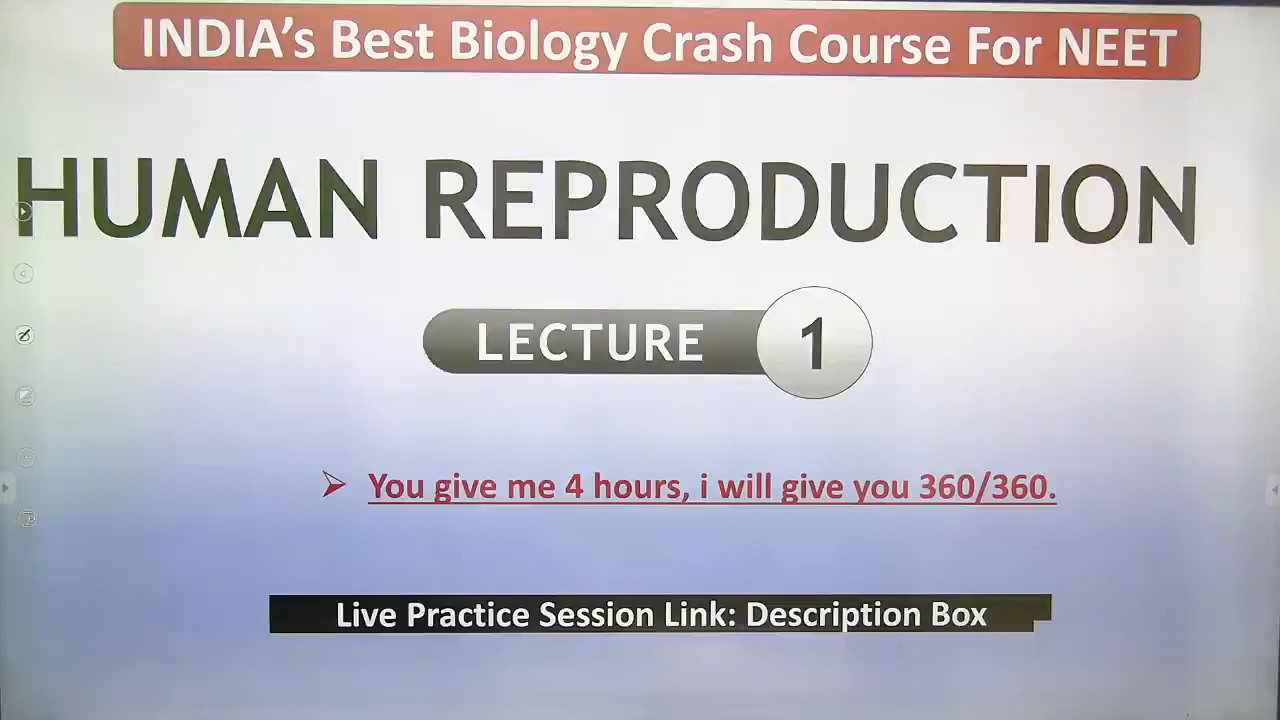 INDIA's Best Biology Crash Course For NEET
HUMAN REPRODUCTION
LECTURE 1
You give me 4 hours, i will give you 360/360.
Live Practice Session Link: Description Box